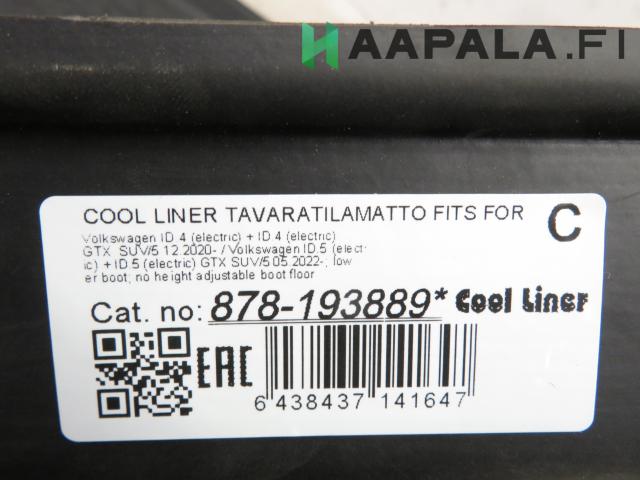 HAAPALA.FI
COOL LINER TAVARATILAMATTO FITS FOR
C
Volkswagen ID.4 (electric) + ID.4 (electric)
GTX SUV/5 12.2020- / Volkswagen ID.5 (elect-
ic) + ID.5 (electric) GTX SUV/5 05.2022-; low
er boot; no height adjustable boot floor
Cat. no: 878-193889* Cool Liner
EAC
6 438437 141647